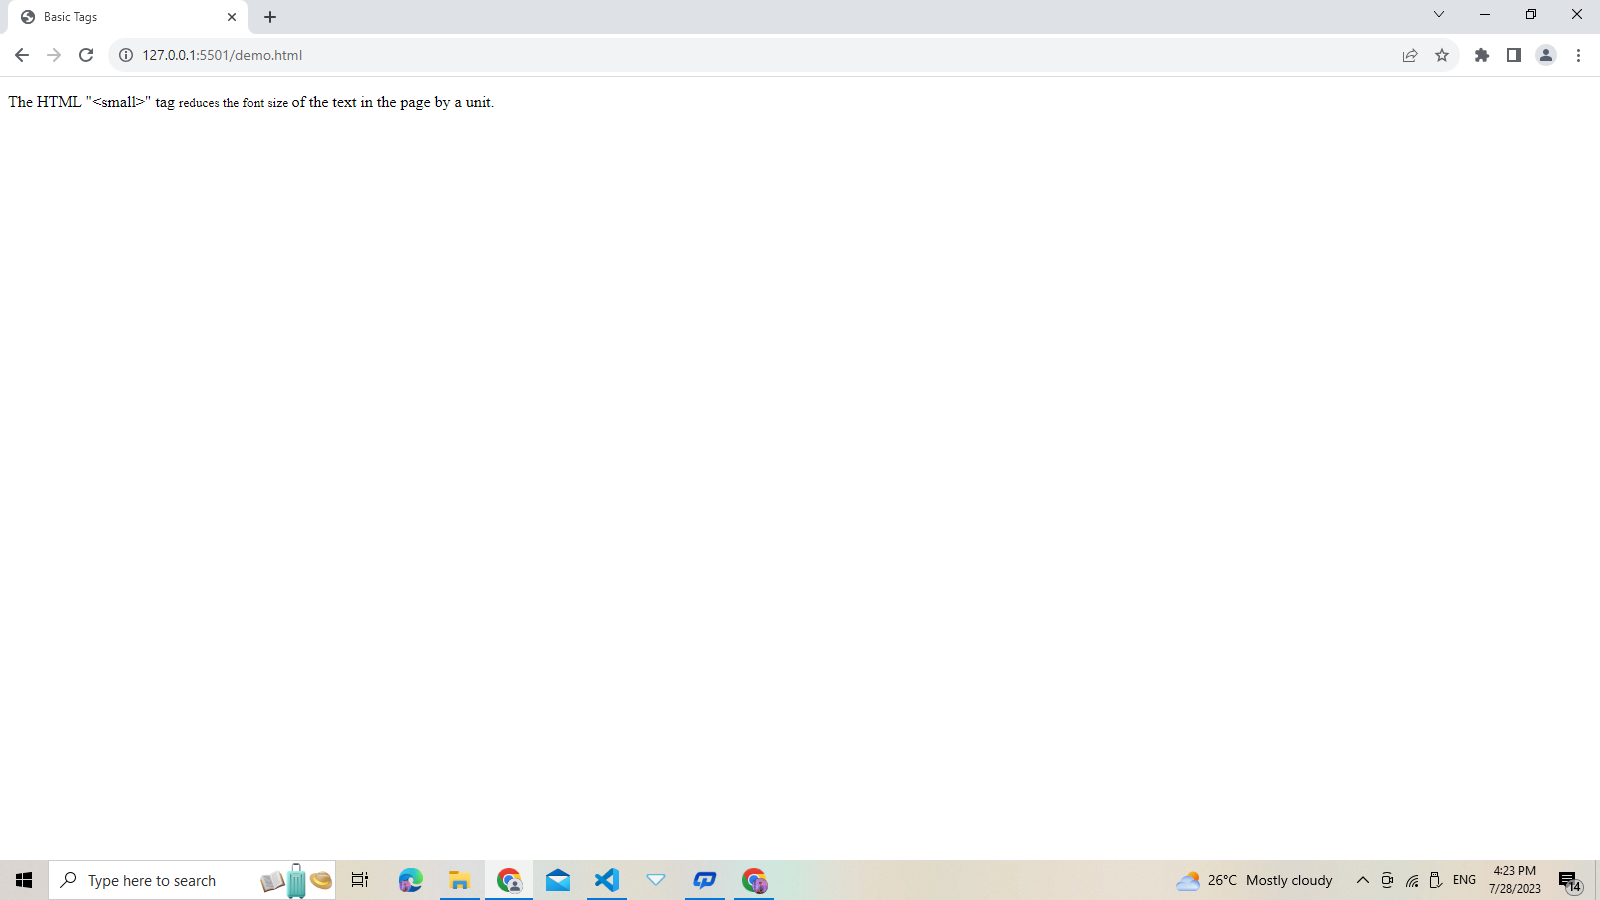 Basic Tags
127.0.0.1:5501/demo.html
The HTML "<small>" tag reduces the font size of the text in the page by a unit.
Type here to search
26°C Mostly cloudy
ENG
4:23 PM
7/28/2023
14